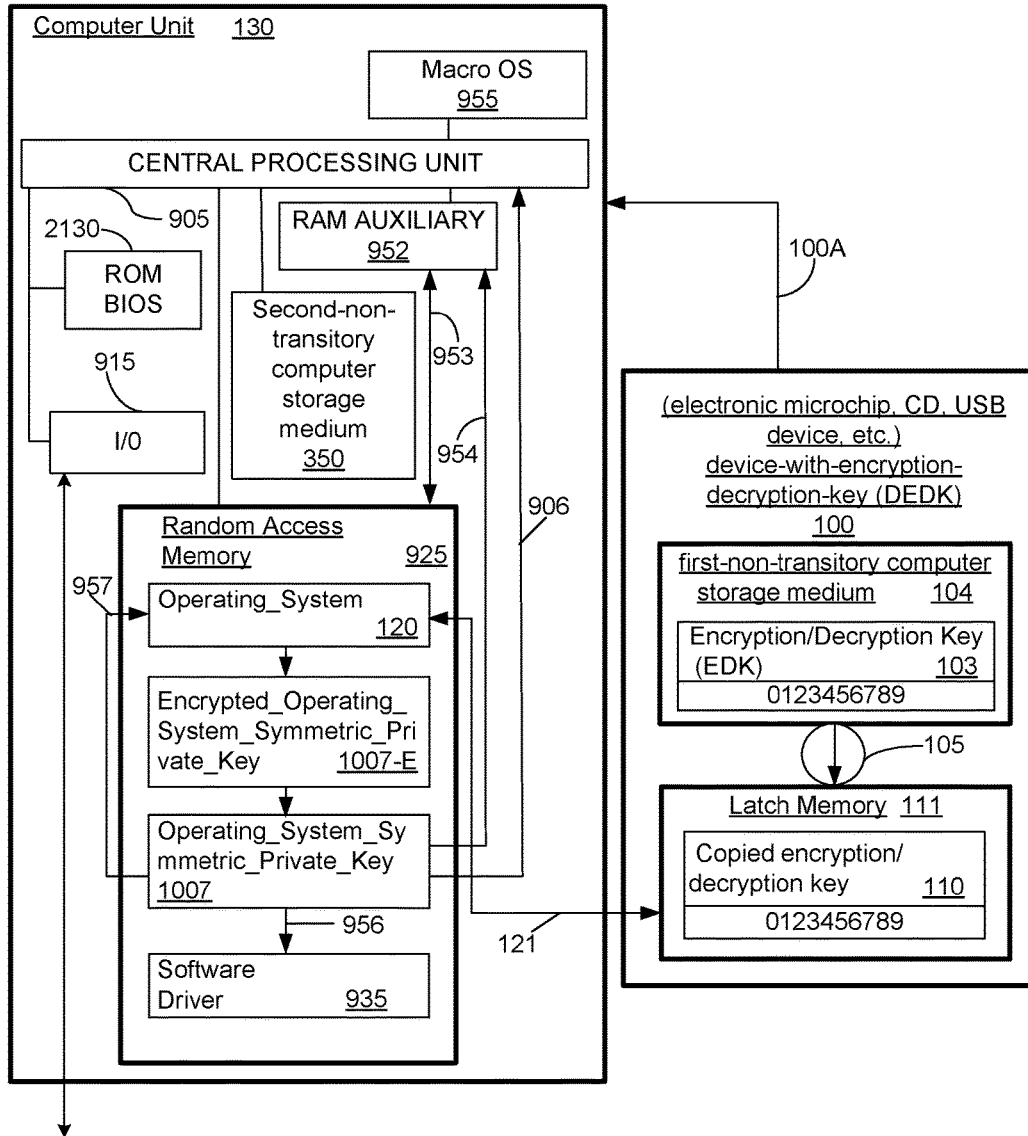 Computer Unit 130
Macro OS
955
CENTRAL PROCESSING UNIT
905
RAM AUXILIARY
952
2130
ROM
BIOS
915
I/0
Second-non-
transitory
computer
storage
medium
350
953
954
906
100A
Random Access
Memory
925
957
Operating_System
120
Encrypted_Operating_
System_Symmetric_Pri
vate_Key
1007-E
Operating_System_Sy
mmetric_Private_Key
1007
956
Software
Driver 935
121
(electronic microchip, CD, USB
device, etc.)
device-with-encryption-
decryption-key (DEDK)
100
first-non-transitory computer
storage medium 104
Encryption/Decryption Key
(EDK) 103
0123456789
105
Latch Memory 111
Copied encryption/
decryption key 110
0123456789